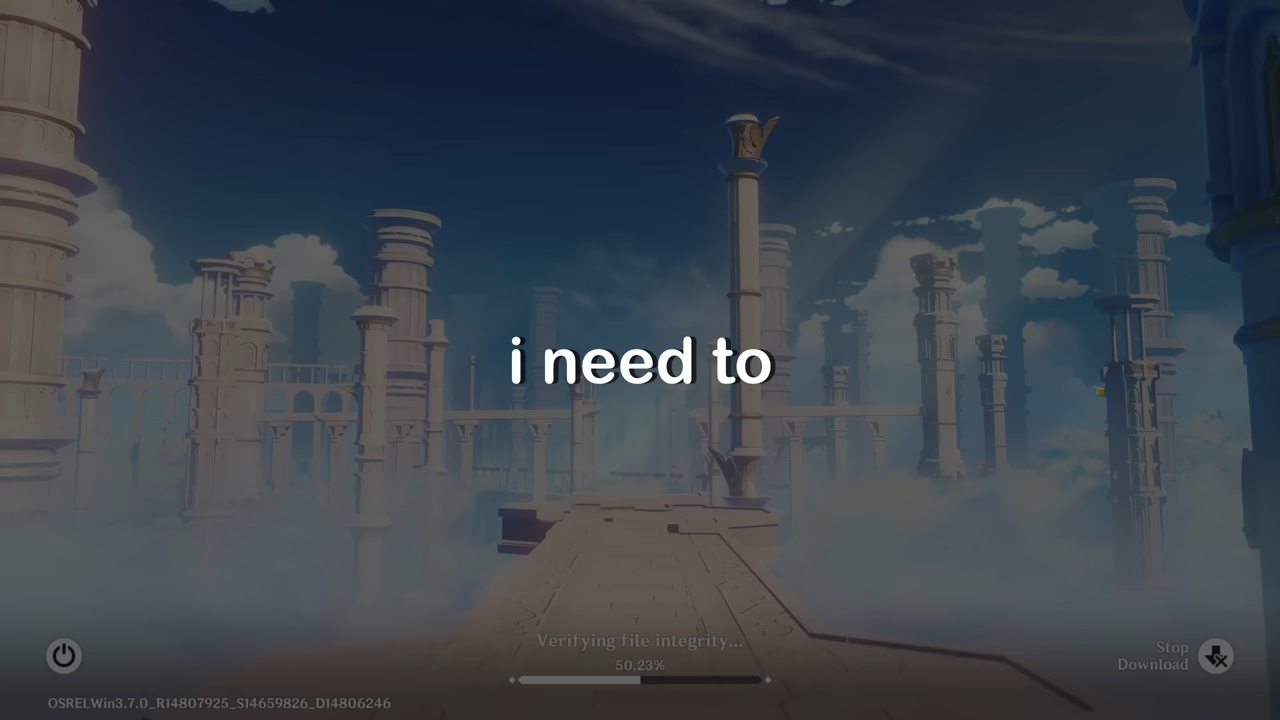 i need to
Verifying file integrity...
50.23%
Stop
Download
OSRELWin3.7.0_R14807925_S14659826_D14806246